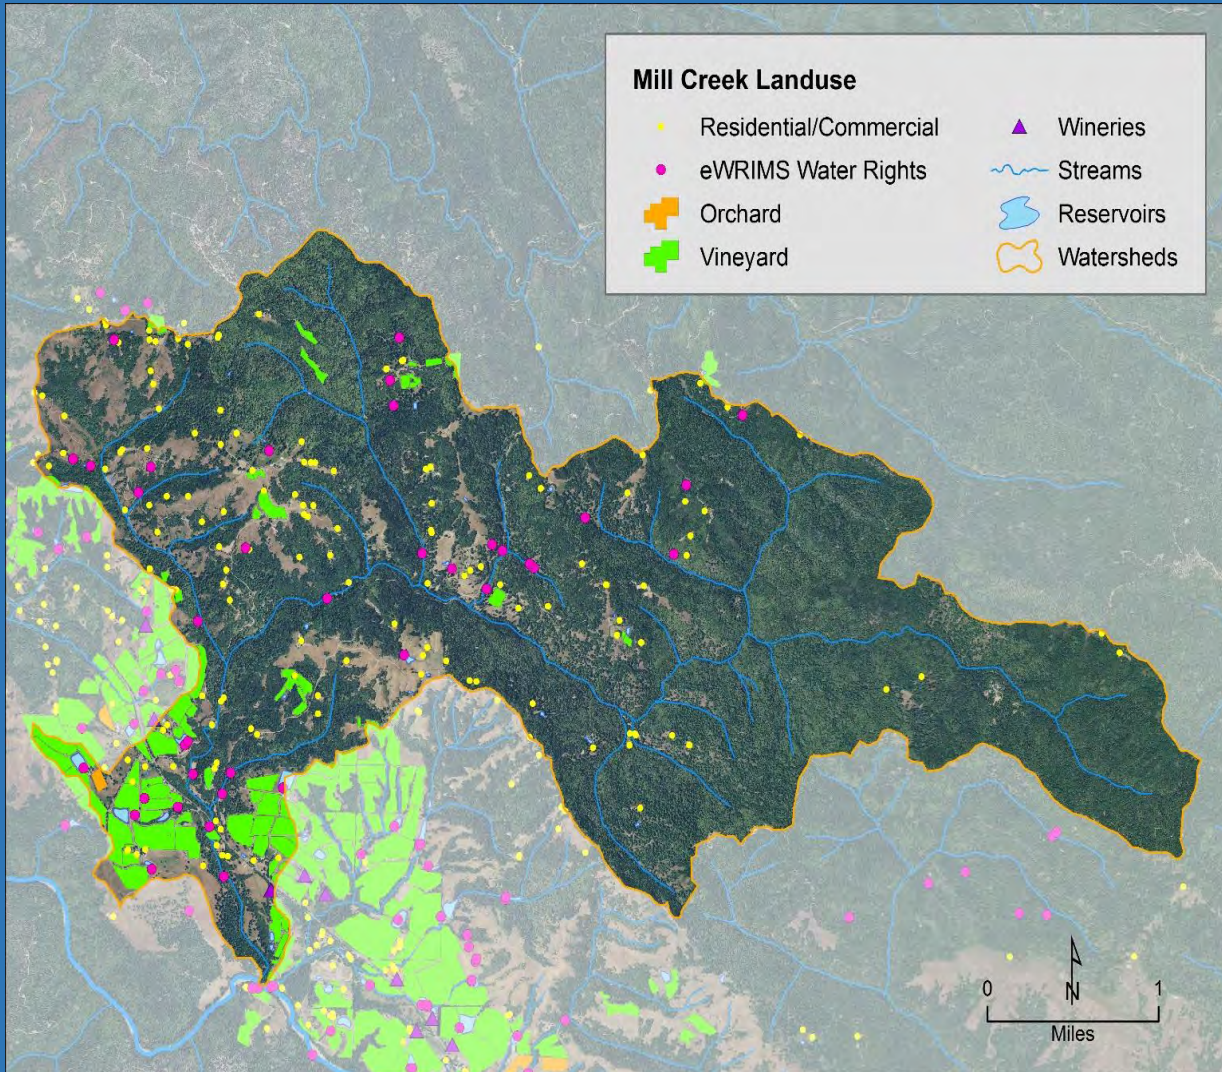 Mill Creek Landuse
Residential/Commercial
eWRIMS Water Rights
Orchard
Vineyard
Wineries
Streams
Reservoirs
Watersheds
N
0 1
Miles